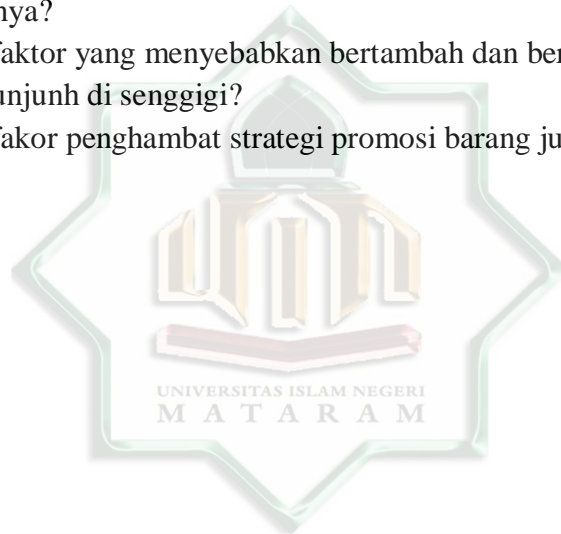 nya?
faktor yang menyebabkan bertambah dan ber
unjunh di senggigi?
fakor penghambat strategi promosi barang ju
UNIVERSITAS ISLAM NEGERI
M A T A R A M